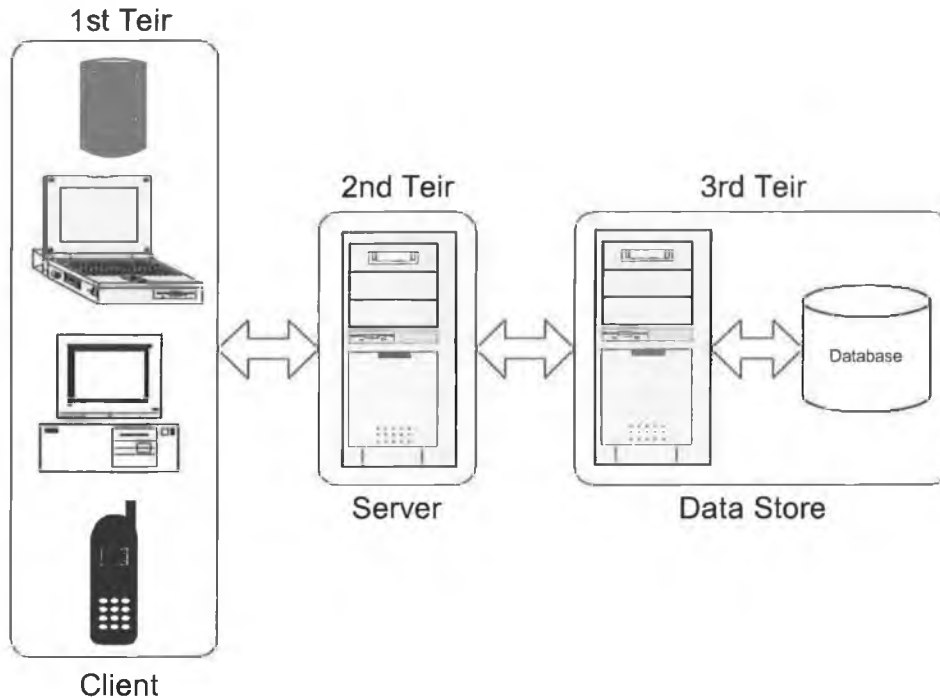 1st Teir
2nd Teir
3rd Teir
Database
Server
Data Store
Client